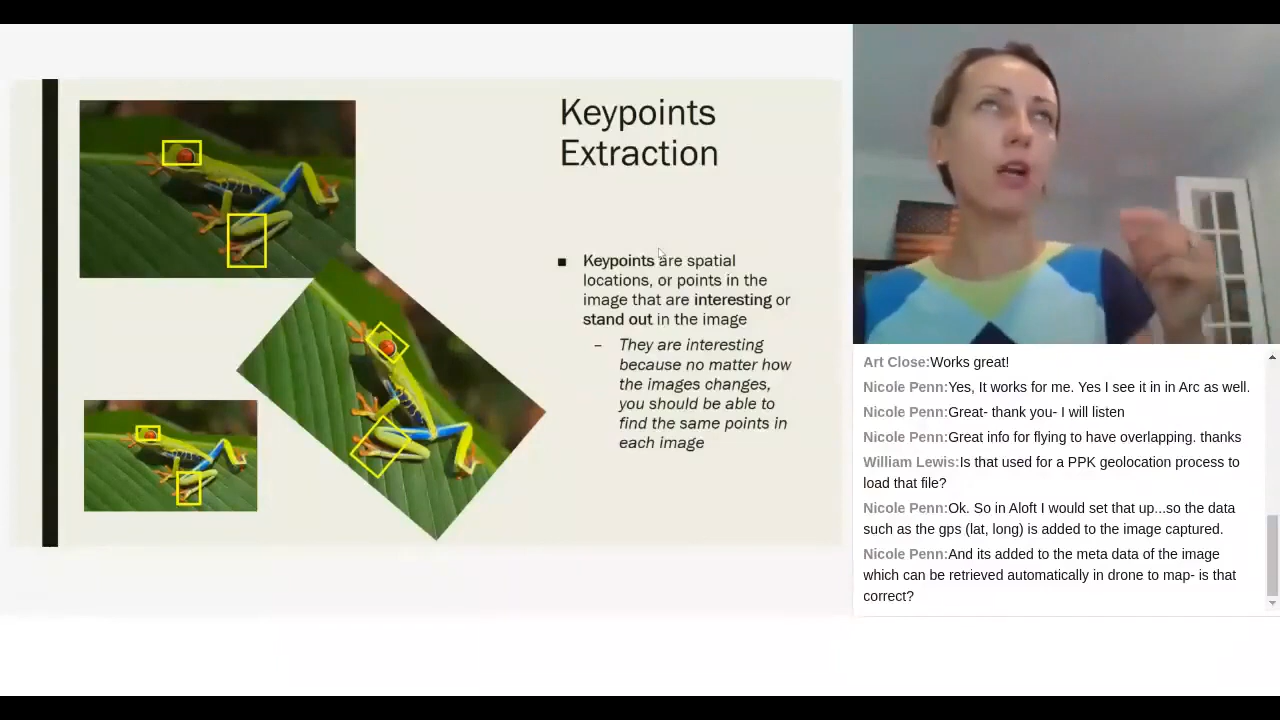 Keypoints
Extraction
■ Keypoints are spatial
locations, or points in the
image that are interesting or
stand out in the image
– They are interesting
because no matter how
the images changes,
you should be able to
find the same points in
each image
Art Close:Works great!
Nicole Penn:Yes, It works for me. Yes I see it in in Arc as well.
Nicole Penn:Great- thank you- I will listen
Nicole Penn:Great info for flying to have overlapping. thanks
William Lewis:Is that used for a PPK geolocation process to
load that file?
Nicole Penn:Ok. So in Aloft I would set that up...so the data
such as the gps (lat, long) is added to the image captured.
Nicole Penn:And its added to the meta data of the image
which can be retrieved automatically in drone to map- is that
correct?